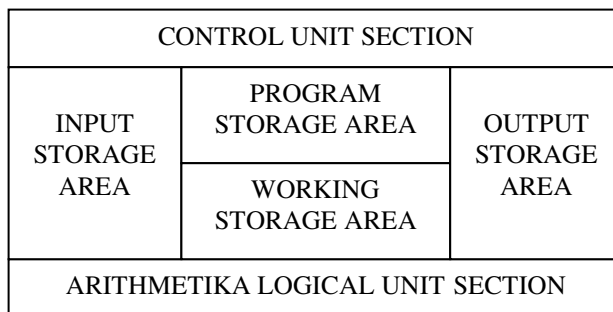 CONTROL UNIT SECTION
INPUT
STORAGE
AREA
PROGRAM
STORAGE AREA
WORKING
STORAGE AREA
OUTPUT
STORAGE
AREA
ARITHMETIKA LOGICAL UNIT SECTION